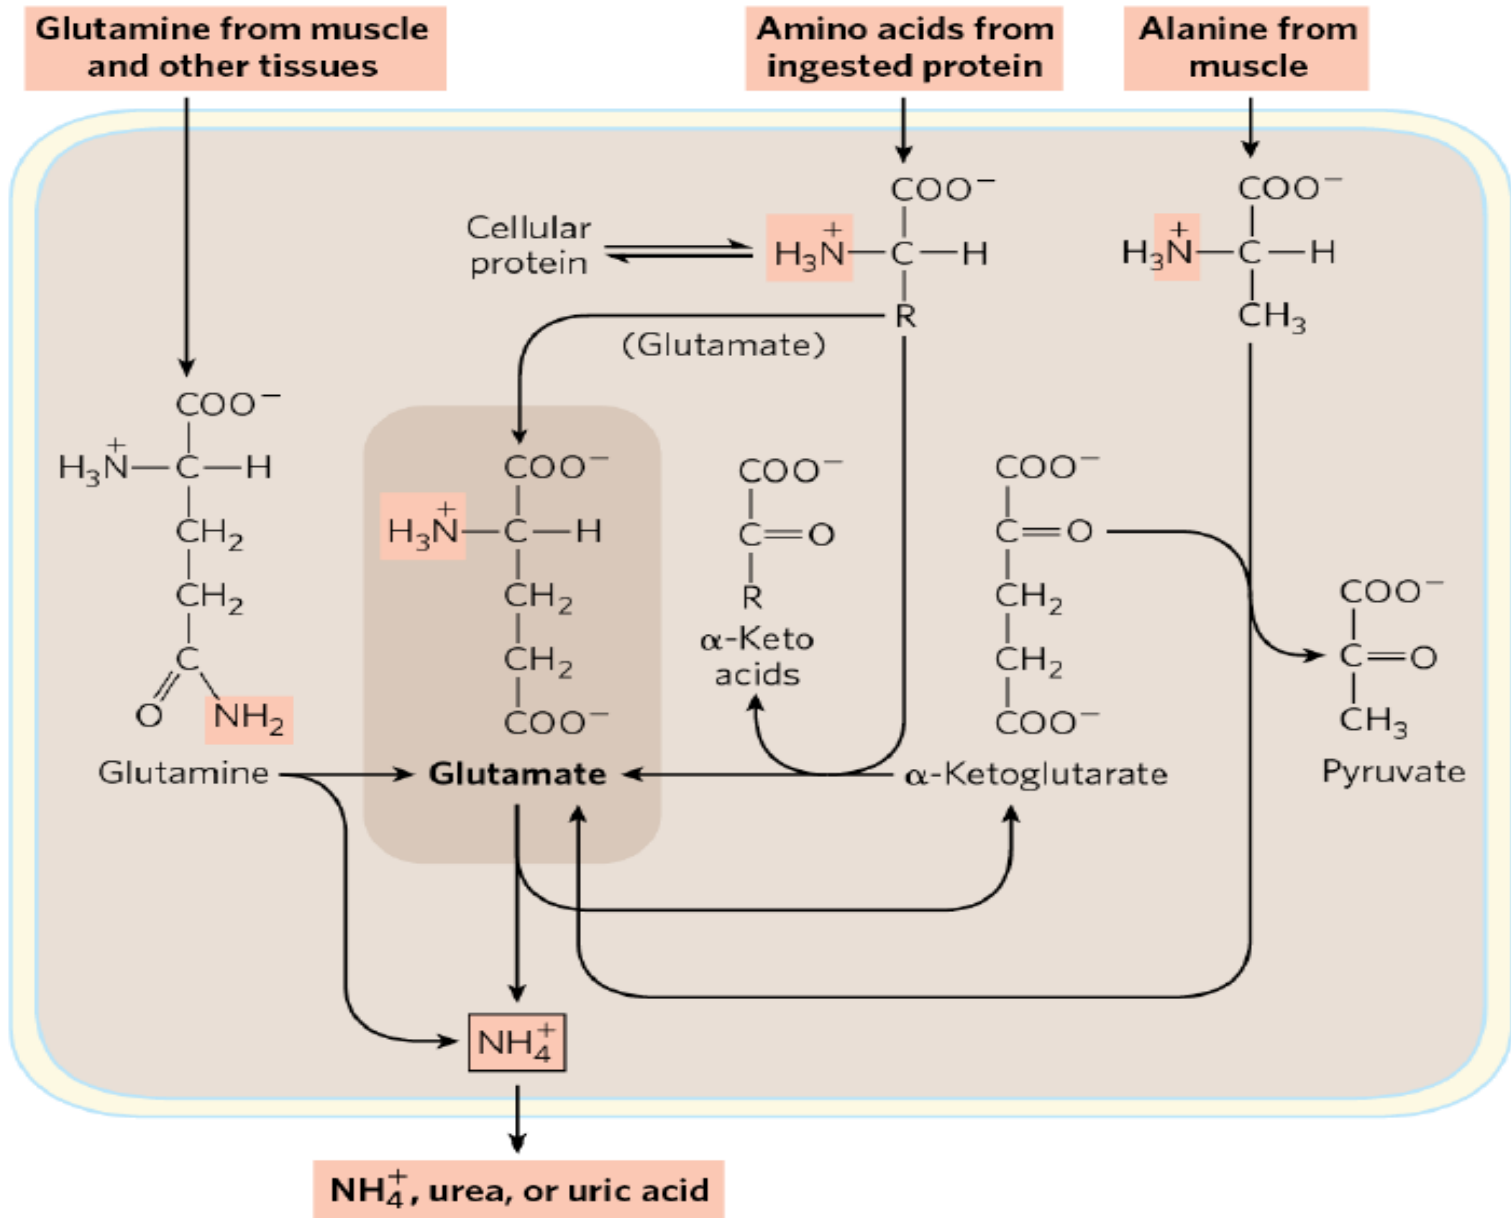 Glutamine from muscle
and other tissues
Amino acids from
ingested protein
Alanine from
muscle
Cellular
protein
COO⁻
H₃N⁺—C—H
R
COO⁻
H₃N⁺—C—H
CH₃
(Glutamate)
COO⁻
H₃N⁺—C—H
CH₂
CH₂
C
O NH₂
Glutamine
COO⁻
H₃N⁺—C—H
CH₂
CH₂
COO⁻
Glutamate
COO⁻
C=O
R
α-Keto
acids
COO⁻
C=O
CH₂
CH₂
COO⁻
α-Ketoglutarate
COO⁻
C=O
CH₃
Pyruvate
NH₄⁺
NH₄⁺, urea, or uric acid